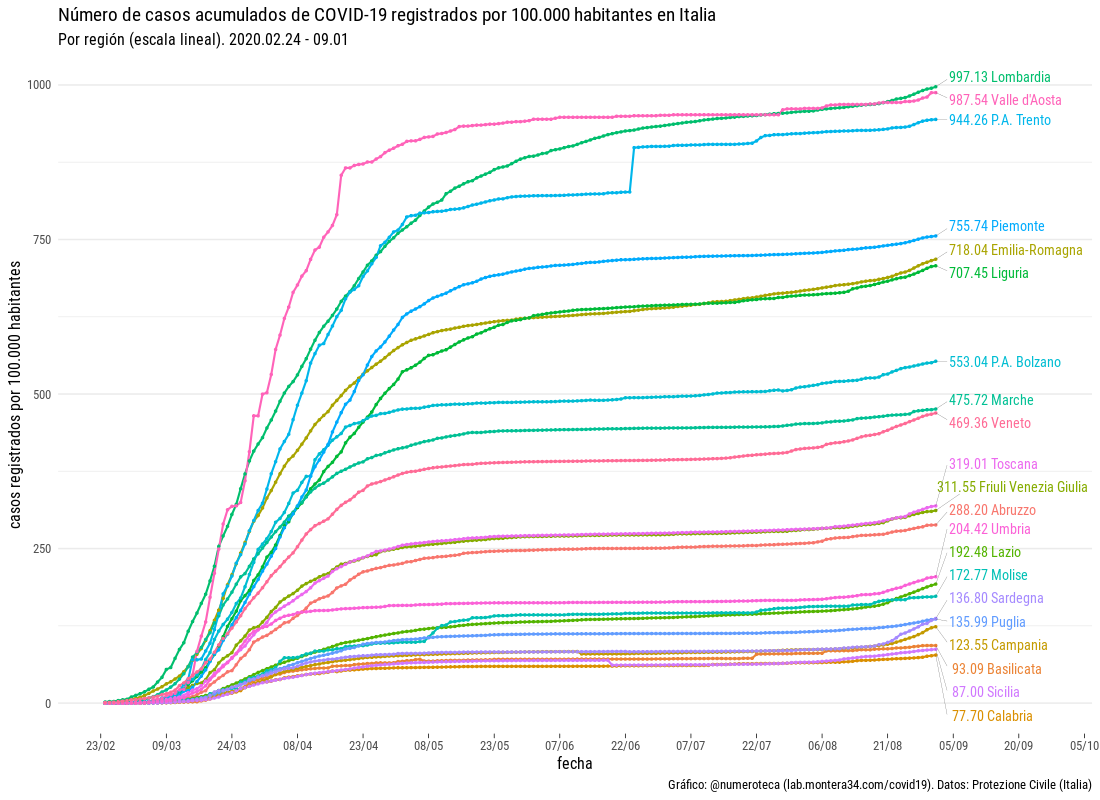 Número de casos acumulados de COVID-19 registrados por 100.000 habitantes en Italia
Por región (escala lineal). 2020.02.24 - 09.01
casos registrados por 100.000 habitantes
1000
750
500
250
0
997.13 Lombardia
987.54 Valle d'Aosta
944.26 P.A. Trento
755.74 Piemonte
718.04 Emilia-Romagna
707.45 Liguria
553.04 P.A. Bolzano
475.72 Marche
469.36 Veneto
319.01 Toscana
311.55 Friuli Venezia Giulia
288.20 Abruzzo
204.42 Umbria
192.48 Lazio
172.77 Molise
136.80 Sardegna
135.99 Puglia
123.55 Campania
93.09 Basilicata
87.00 Sicilia
77.70 Calabria
23/02 09/03 24/03 08/04 23/04 08/05 23/05 07/06 22/06 07/07 22/07 06/08 21/08 05/09 20/09 05/10
fecha
Gráfico: @numeroteca (lab.montera34.com/covid19). Datos: Protezione Civile (Italia)